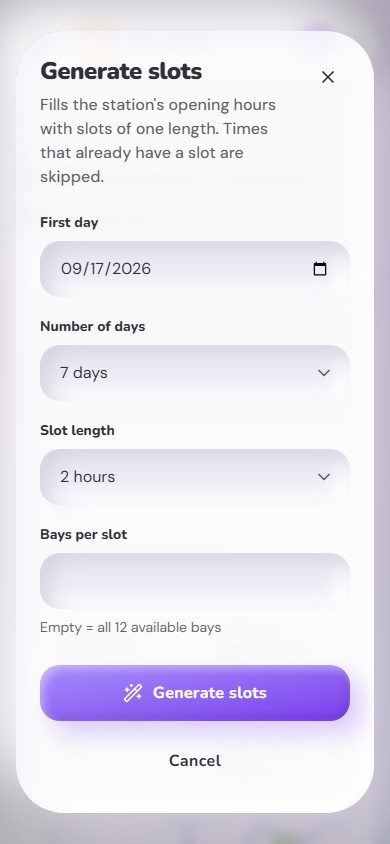 Generate slots
Fills the station's opening hours
with slots of one length. Times
that already have a slot are
skipped.
First day
09/17/2026
Number of days
7 days
Slot length
2 hours
Bays per slot
Empty = all 12 available bays
Generate slots
Cancel